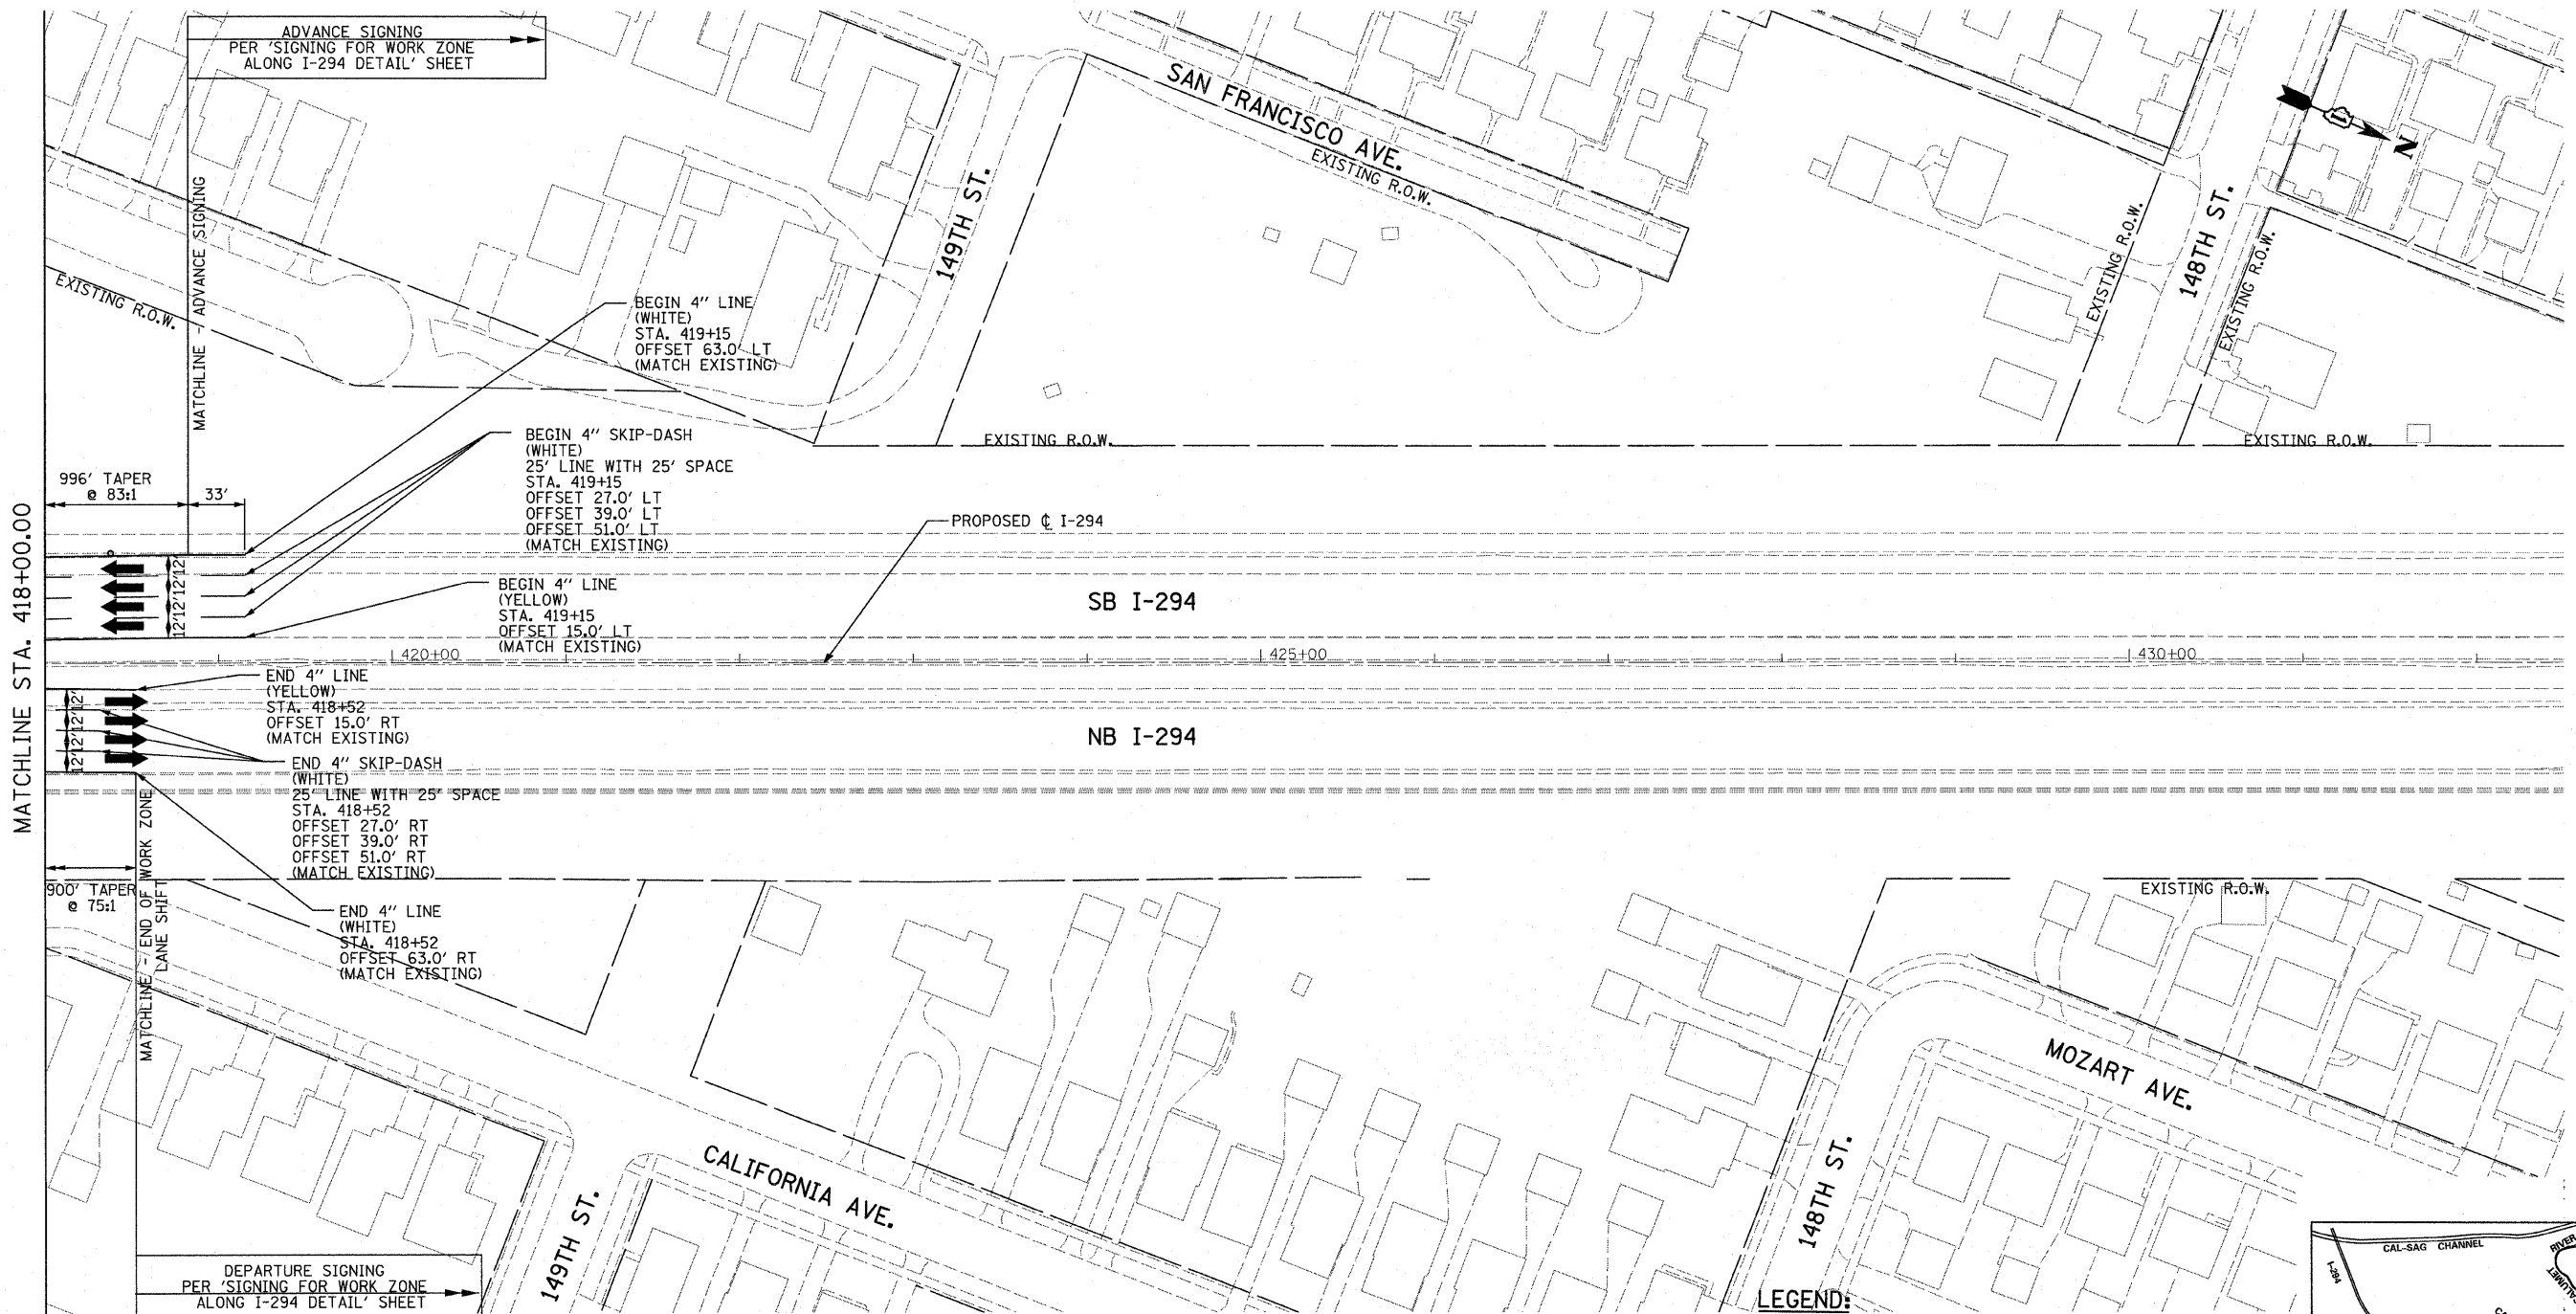 ADVANCE SIGNING
PER 'SIGNING FOR WORK ZONE
ALONG I-294 DETAIL' SHEET
MATCHLINE - ADVANCE SIGNING
EXISTING R.O.W.
149TH ST.
SAN FRANCISCO AVE.
EXISTING R.O.W.
EXISTING R.O.W.
148TH ST.
EXISTING R.O.W.
N
BEGIN 4'' LINE
(WHITE)
STA. 419+15
OFFSET 63.0' LT
(MATCH EXISTING)
BEGIN 4'' SKIP-DASH
(WHITE)
25' LINE WITH 25' SPACE
STA. 419+15
OFFSET 27.0' LT
OFFSET 39.0' LT
OFFSET 51.0' LT
(MATCH EXISTING)
EXISTING R.O.W.
EXISTING R.O.W.
996' TAPER
@ 83:1
33'
MATCHLINE STA. 418+00.00
PROPOSED ℄ I-294
12'12'12'12'
BEGIN 4'' LINE
(YELLOW)
STA. 419+15
OFFSET 15.0' LT
(MATCH EXISTING)
SB I-294
420+00
425+00
430+00
12'12'12'12'
END 4'' LINE
(YELLOW)
STA. 418+52
OFFSET 15.0' RT
(MATCH EXISTING)
NB I-294
END 4'' SKIP-DASH
(WHITE)
25' LINE WITH 25' SPACE
STA. 418+52
OFFSET 27.0' RT
OFFSET 39.0' RT
OFFSET 51.0' RT
(MATCH EXISTING)
900' TAPER
@ 75:1
MATCHLINE - END OF WORK ZONE
LANE SHIFT
END 4'' LINE
(WHITE)
STA. 418+52
OFFSET 63.0' RT
(MATCH EXISTING)
EXISTING R.O.W.
MOZART AVE.
CALIFORNIA AVE.
149TH ST.
148TH ST.
DEPARTURE SIGNING
PER 'SIGNING FOR WORK ZONE
ALONG I-294 DETAIL' SHEET
LEGEND:
CAL-SAG CHANNEL
I-294
RIVER